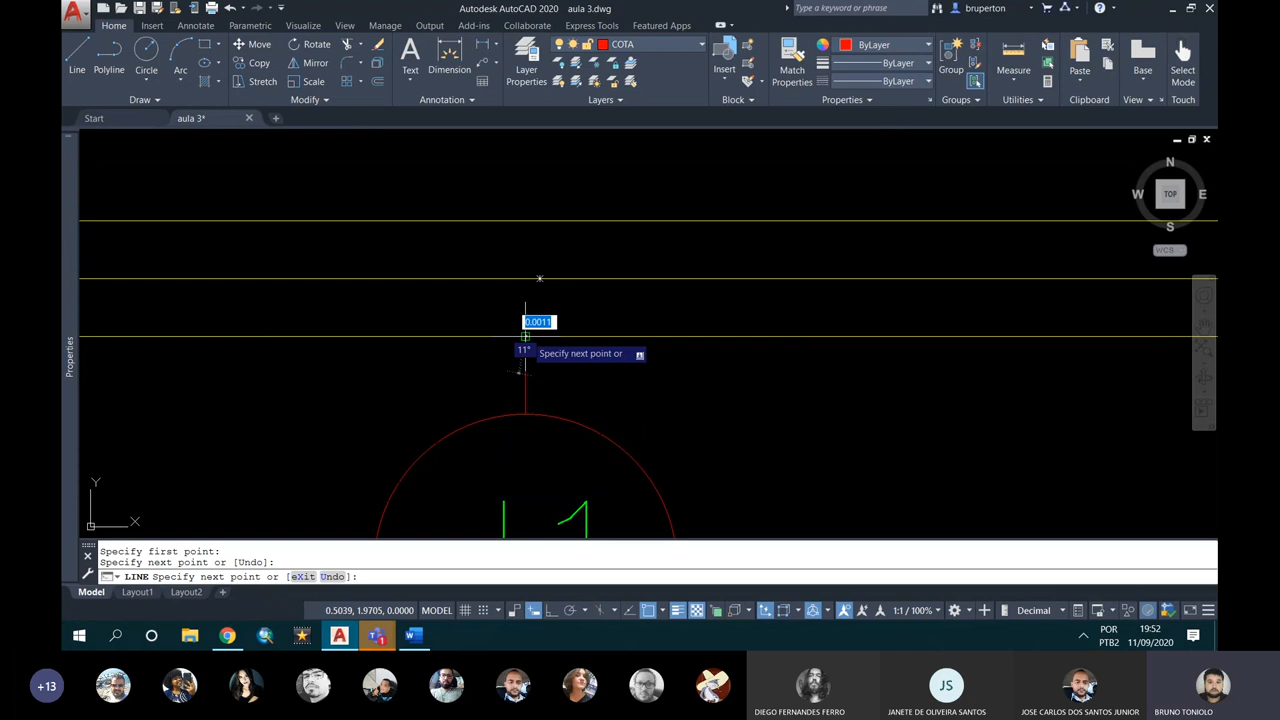 Autodesk AutoCAD 2020 aula 3.dwg
Type a keyword or phrase
bruperton
Home Insert Annotate Parametric Visualize View Manage Output Add-ins Collaborate Express Tools Featured Apps
Line Polyline Circle Arc
Move Rotate
Copy Mirror
Stretch Scale
Text Dimension
Layer Properties
COTA
Insert
Match Properties
ByLayer
ByLayer
ByLayer
Group
Measure
Paste
Base
Select Mode
Draw Modify Annotation Layers Block Properties Groups Utilities Clipboard View Touch
Start aula 3*
N
W TOP E
S
WCS
Properties
0.0011
11° Specify next point or
Y
X
Specify first point:
Specify next point or [Undo]:
LINE Specify next point or [eXit Undo]:
Model Layout1 Layout2
0.5039, 1.9705, 0.0000 MODEL 1:1 / 100% Decimal
POR
PTB2
19:52
11/09/2020
+13
JS
DIEGO FERNANDES FERRO
JANETE DE OLIVEIRA SANTOS
JOSE CARLOS DOS SANTOS JUNIOR
BRUNO TONIOLO